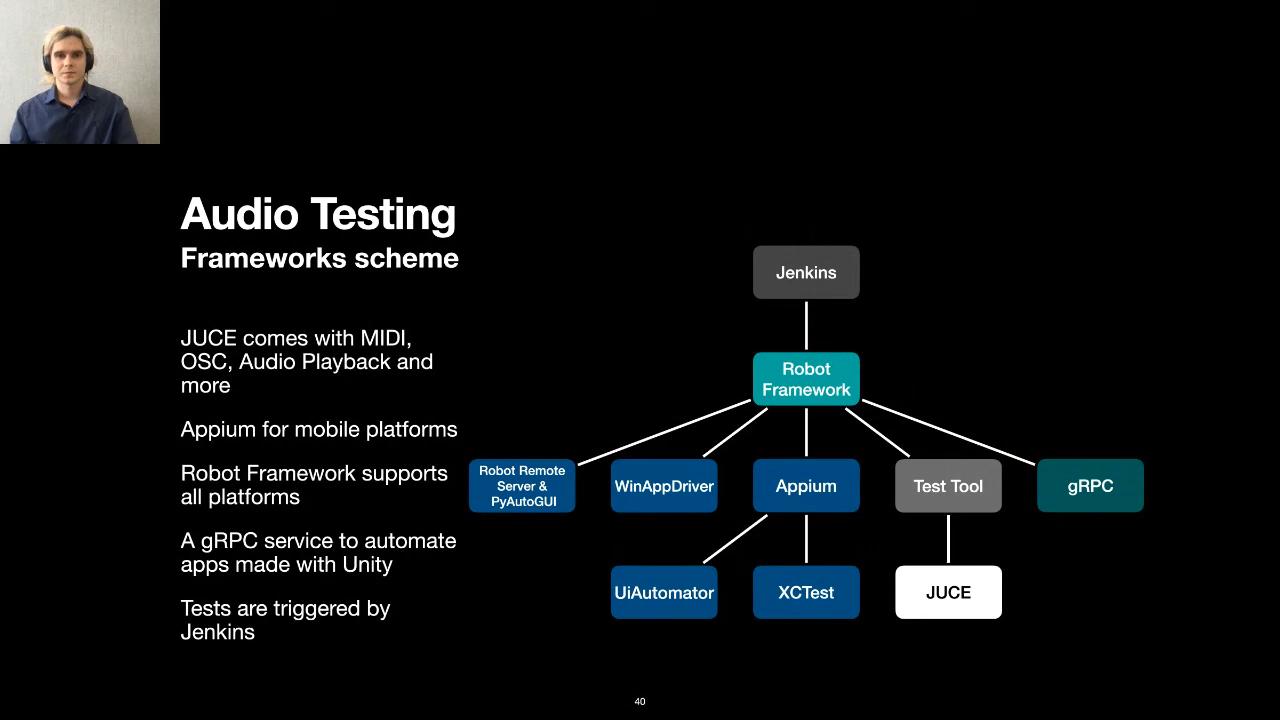 Audio Testing
Frameworks scheme
JUCE comes with MIDI,
OSC, Audio Playback and
more
Appium for mobile platforms
Robot Framework supports
all platforms
A gRPC service to automate
apps made with Unity
Tests are triggered by
Jenkins
Jenkins
Robot
Framework
Robot Remote
Server &
PyAutoGUI
WinAppDriver
Appium
Test Tool
gRPC
UiAutomator
XCTest
JUCE
40